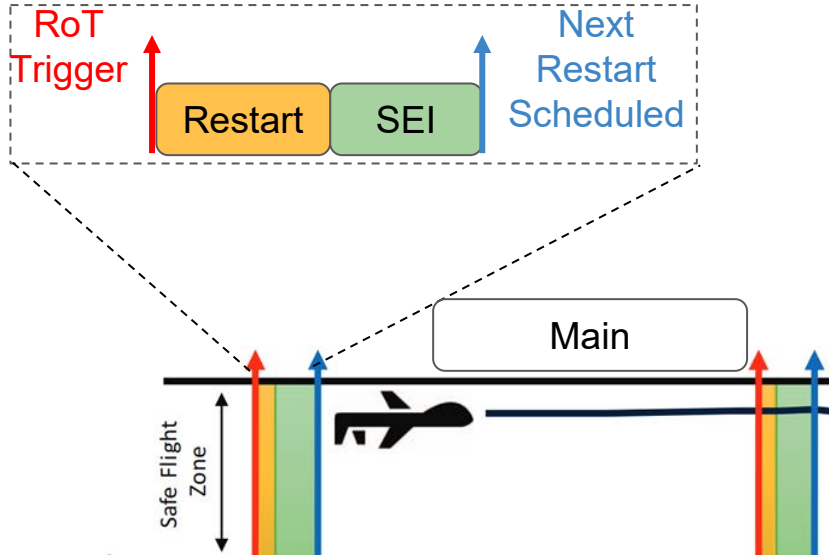 RoT
Trigger
Restart
SEI
Next
Restart
Scheduled
Main
Safe Flight
Zone